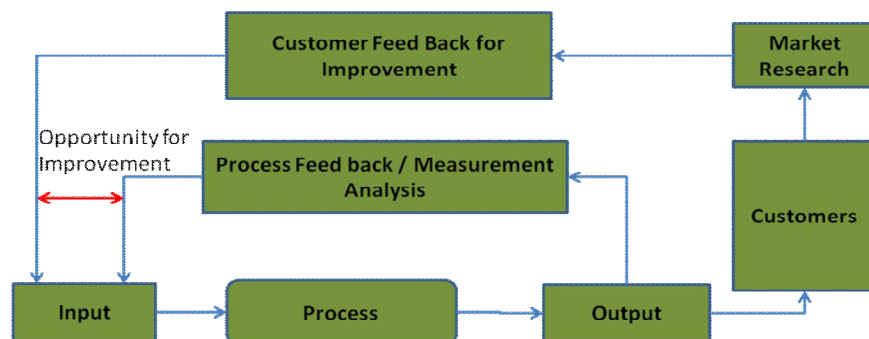 Customer Feed Back for
Improvement
Market
Research
Opportunity for
Improvement
Process Feed back / Measurement
Analysis
Customers
Input
Process
Output